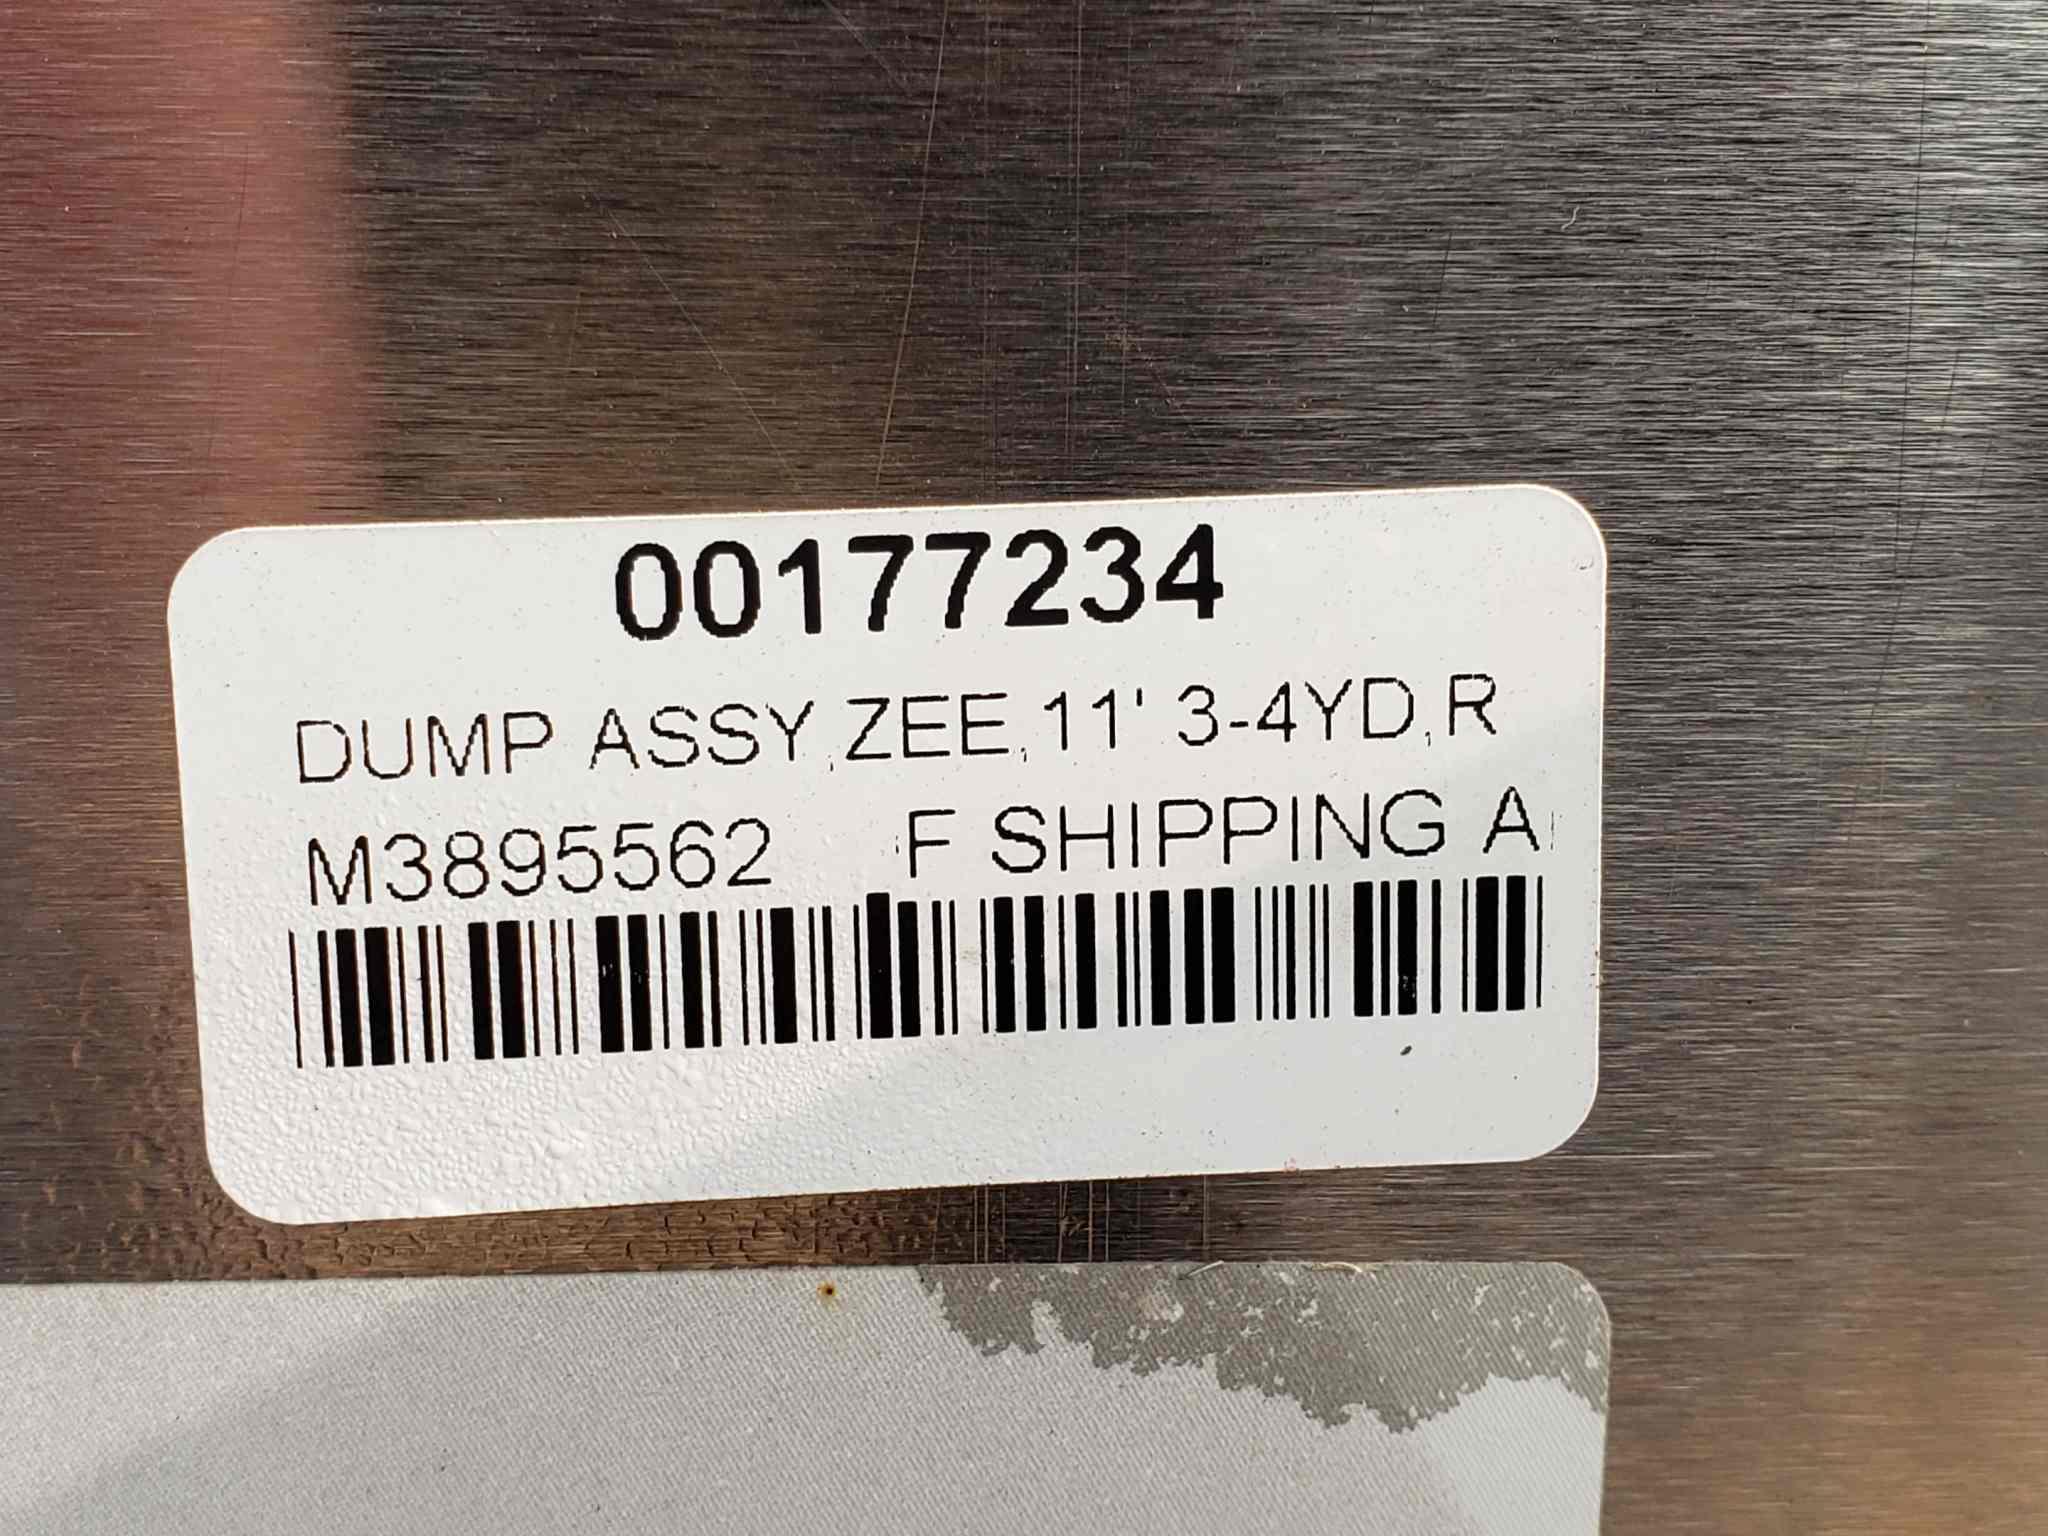 00177234
DUMP ASSY,ZEE,11' 3-4YD,R
M3895562 F SHIPPING A